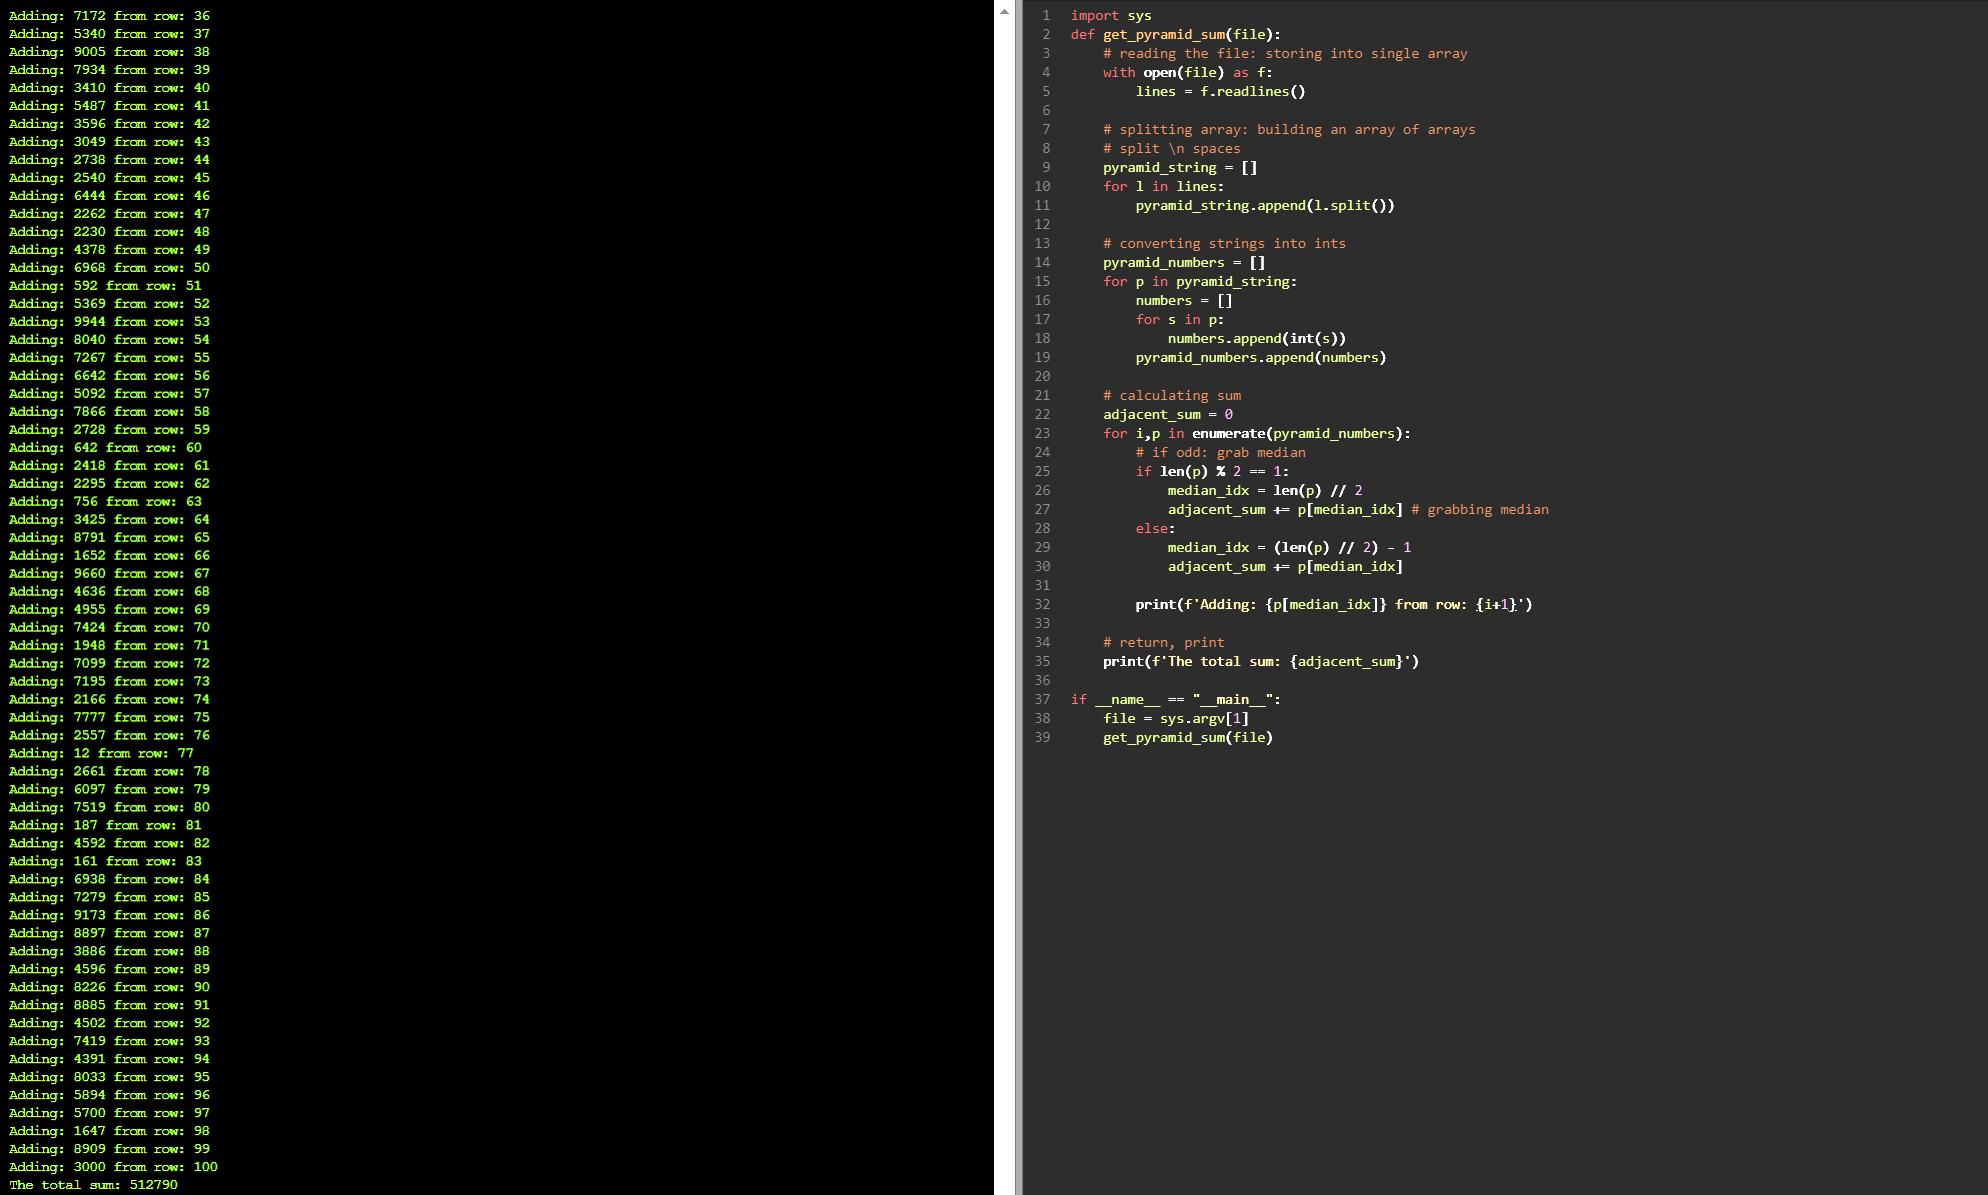 Adding: 7172 from row: 36
Adding: 5340 from row: 37
Adding: 9005 from row: 38
Adding: 7934 from row: 39
Adding: 3410 from row: 40
Adding: 5487 from row: 41
Adding: 3596 from row: 42
Adding: 3049 from row: 43
Adding: 2738 from row: 44
Adding: 2540 from row: 45
Adding: 6444 from row: 46
Adding: 2262 from row: 47
Adding: 2230 from row: 48
Adding: 4378 from row: 49
Adding: 6968 from row: 50
Adding: 592 from row: 51
Adding: 5369 from row: 52
Adding: 9944 from row: 53
Adding: 8040 from row: 54
Adding: 7267 from row: 55
Adding: 6642 from row: 56
Adding: 5092 from row: 57
Adding: 7866 from row: 58
Adding: 2728 from row: 59
Adding: 642 from row: 60
Adding: 2418 from row: 61
Adding: 2295 from row: 62
Adding: 756 from row: 63
Adding: 3425 from row: 64
Adding: 8791 from row: 65
Adding: 1652 from row: 66
Adding: 9660 from row: 67
Adding: 4636 from row: 68
Adding: 4955 from row: 69
Adding: 7424 from row: 70
Adding: 1948 from row: 71
Adding: 7099 from row: 72
Adding: 7195 from row: 73
Adding: 2166 from row: 74
Adding: 7777 from row: 75
Adding: 2557 from row: 76
Adding: 12 from row: 77
Adding: 2661 from row: 78
Adding: 6097 from row: 79
Adding: 7519 from row: 80
Adding: 187 from row: 81
Adding: 4592 from row: 82
Adding: 161 from row: 83
Adding: 6938 from row: 84
Adding: 7279 from row: 85
Adding: 9173 from row: 86
Adding: 8897 from row: 87
Adding: 3886 from row: 88
Adding: 4596 from row: 89
Adding: 8226 from row: 90
Adding: 8885 from row: 91
Adding: 4502 from row: 92
Adding: 7419 from row: 93
Adding: 4391 from row: 94
Adding: 8033 from row: 95
Adding: 5894 from row: 96
Adding: 5700 from row: 97
Adding: 1647 from row: 98
Adding: 8909 from row: 99
Adding: 3000 from row: 100
The total sum: 512790
1 import sys
2 def get_pyramid_sum(file):
3     # reading the file: storing into single array
4     with open(file) as f:
5         lines = f.readlines()
6
7     # splitting array: building an array of arrays
8     # split \n spaces
9     pyramid_string = []
10     for l in lines:
11         pyramid_string.append(l.split())
12
13     # converting strings into ints
14     pyramid_numbers = []
15     for p in pyramid_string:
16         numbers = []
17         for s in p:
18             numbers.append(int(s))
19         pyramid_numbers.append(numbers)
20
21     # calculating sum
22     adjacent_sum = 0
23     for i,p in enumerate(pyramid_numbers):
24         # if odd: grab median
25         if len(p) % 2 == 1:
26             median_idx = len(p) // 2
27             adjacent_sum += p[median_idx] # grabbing median
28         else:
29             median_idx = (len(p) // 2) - 1
30             adjacent_sum += p[median_idx]
31
32         print(f'Adding: {p[median_idx]} from row: {i+1}')
33
34     # return, print
35     print(f'The total sum: {adjacent_sum}')
36
37 if __name__ == "__main__":
38     file = sys.argv[1]
39     get_pyramid_sum(file)